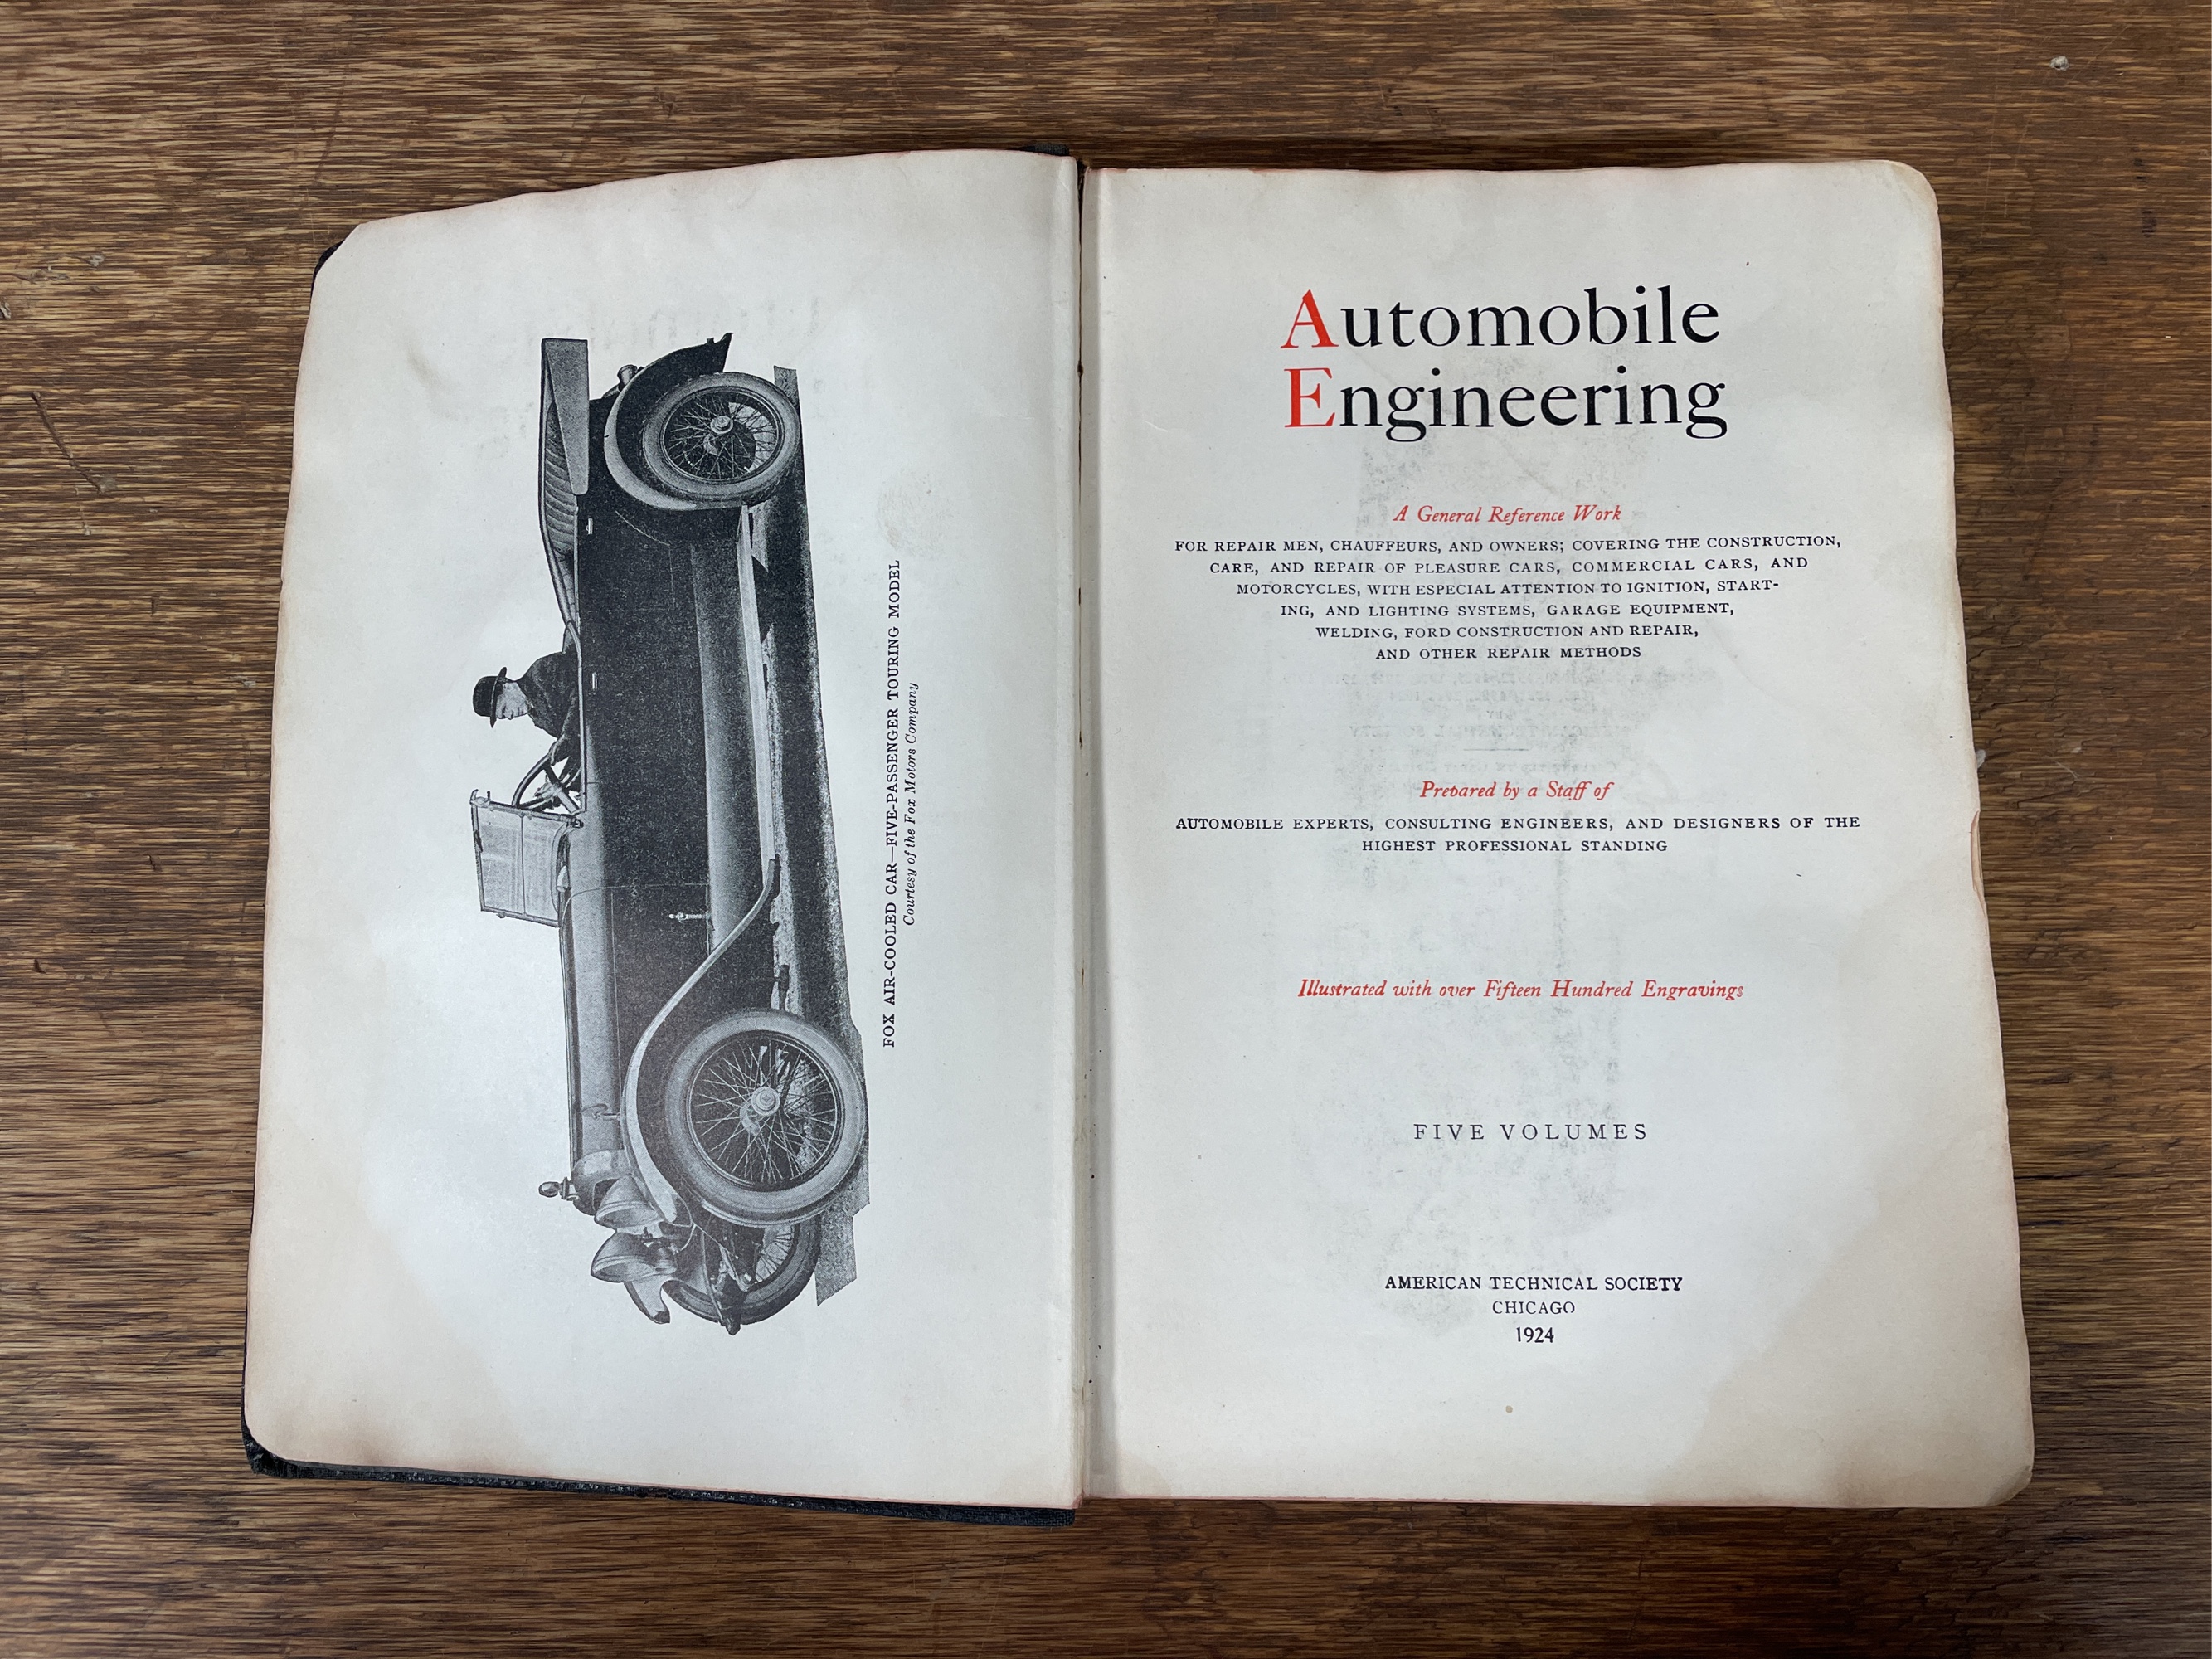 FOX AIR-COOLED CAR—FIVE-PASSENGER TOURING MODEL
Courtesy of the Fox Motors Company
Automobile
Engineering
A General Reference Work
FOR REPAIR MEN, CHAUFFEURS, AND OWNERS; COVERING THE CONSTRUCTION,
CARE, AND REPAIR OF PLEASURE CARS, COMMERCIAL CARS, AND
MOTORCYCLES, WITH ESPECIAL ATTENTION TO IGNITION, START-
ING, AND LIGHTING SYSTEMS, GARAGE EQUIPMENT,
WELDING, FORD CONSTRUCTION AND REPAIR,
AND OTHER REPAIR METHODS
Prepared by a Staff of
AUTOMOBILE EXPERTS, CONSULTING ENGINEERS, AND DESIGNERS OF THE
HIGHEST PROFESSIONAL STANDING
Illustrated with over Fifteen Hundred Engravings
FIVE VOLUMES
AMERICAN TECHNICAL SOCIETY
CHICAGO
1924